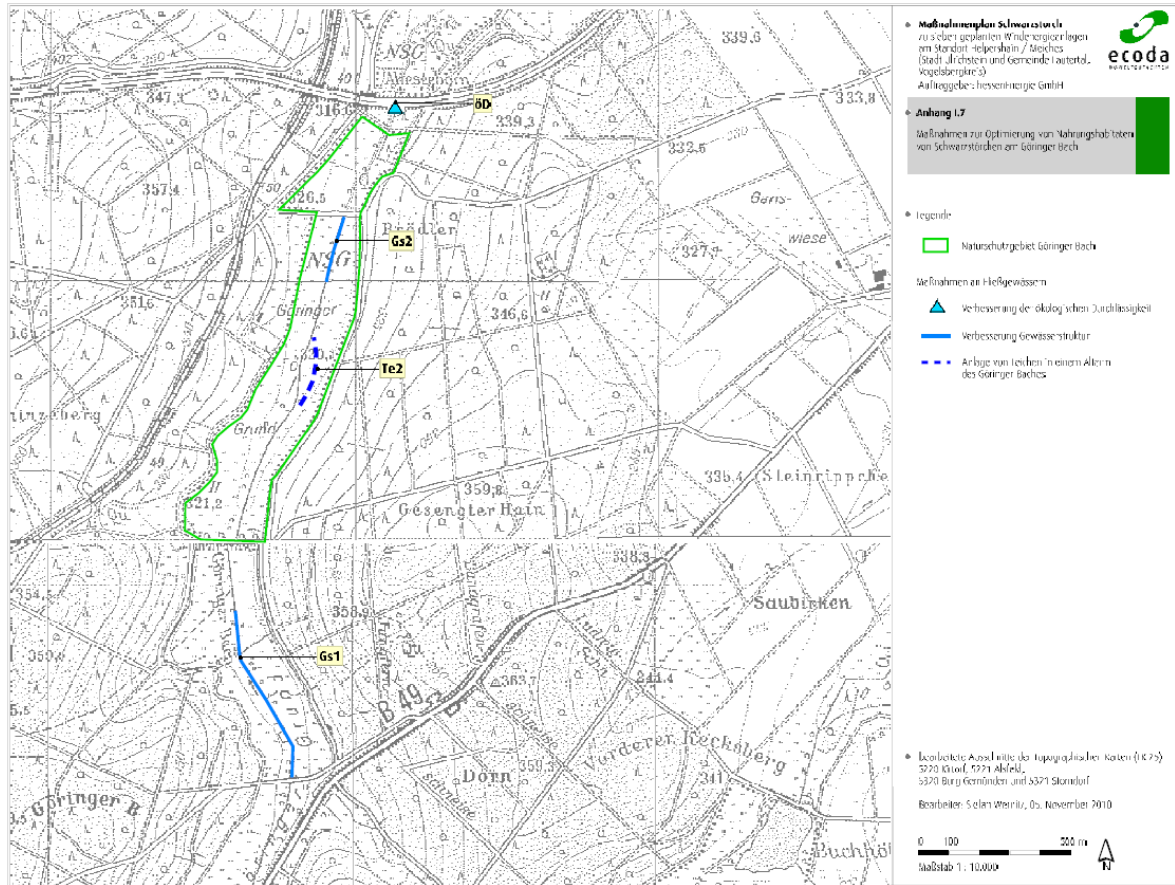 NSG
339,6
347,3
316,6
öD
339,3
333,8
332,5
357,4
326,5
Gans-
wiese
Gs2
NSG
327,7
351,6
Göringer
346,6
Te2
Grund
321,2
359,8
335,4
Steinrippche
Gesengter Hain
338,3
358,9
Saubirken
Gs1
363,7
B 49
Vorderer Hecksberg
359,3
Dorn
341
Göringer B
Maßnahmenplan Schwarzstorch
zu sieben geplanten Windenergieanlagen
am Standort Helpershain / Meiches
(Stadt Ulrichstein und Gemeinde Lautertal,
Vogelsbergkreis)
Auftraggeber: hessenEnergie GmbH
ecoda
Anhang I.7
Maßnahmen zur Optimierung von Nahrungshabitaten
von Schwarzstörchen am Göringer Bach
Legende
Naturschutzgebiet Göringer Bach
Maßnahmen an Fließgewässern
Verbesserung der ökologischen Durchlässigkeit
Verbesserung Gewässerstruktur
Anlage von Teichen in einem Altarm
des Göringer Baches
bearbeitete Ausschnitte der Topographischen Karten (TK 25)
5220 Kirtorf, 5221 Alsfeld,
5320 Burg-Gemünden und 5321 Storndorf
Bearbeiter: Stefan Wernitz, 05. November 2010
0 100 500 m
Maßstab 1 : 10.000
N